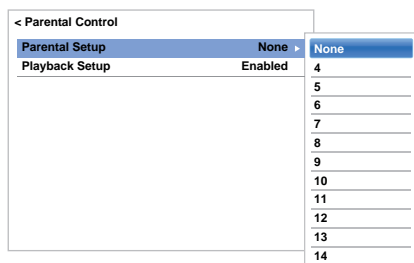 < Parental Control
Parental Setup None
Playback Setup Enabled
None
4
5
6
7
8
9
10
11
12
13
14